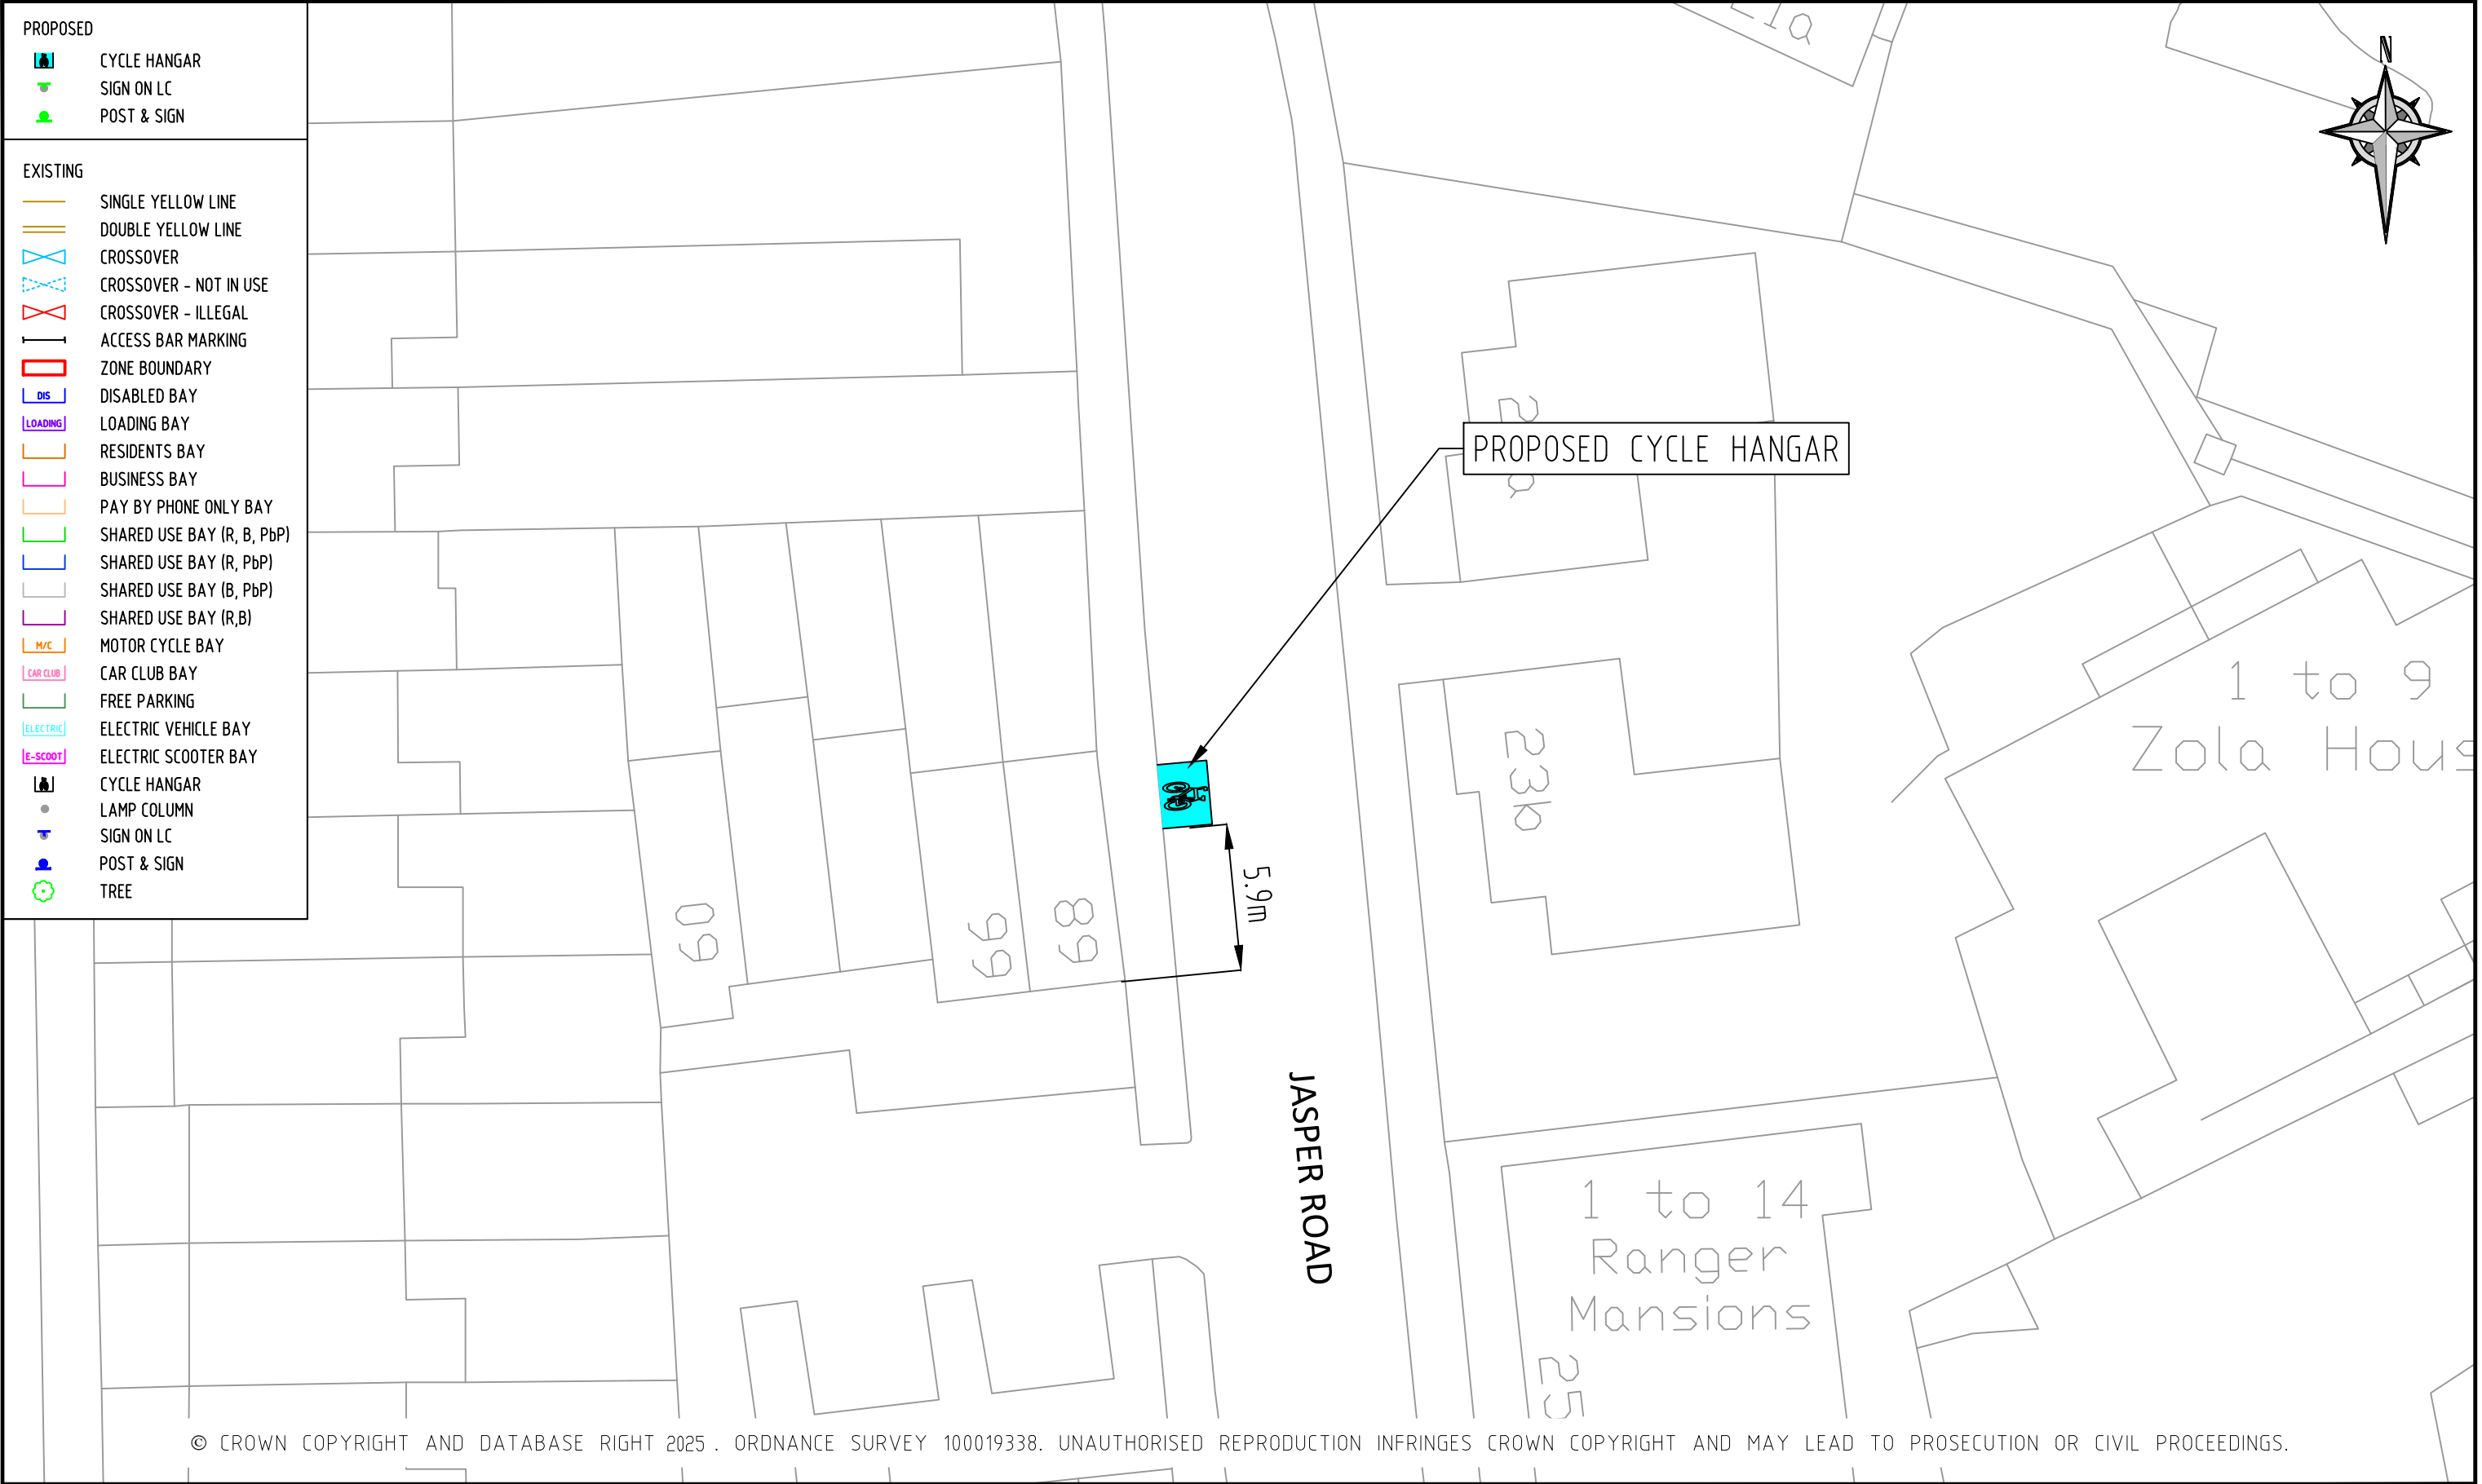 PROPOSED
CYCLE HANGAR
SIGN ON LC
POST & SIGN
EXISTING
SINGLE YELLOW LINE
DOUBLE YELLOW LINE
CROSSOVER
CROSSOVER - NOT IN USE
CROSSOVER - ILLEGAL
ACCESS BAR MARKING
ZONE BOUNDARY
DIS DISABLED BAY
LOADING LOADING BAY
RESIDENTS BAY
BUSINESS BAY
PAY BY PHONE ONLY BAY
SHARED USE BAY (R, B, PbP)
SHARED USE BAY (R, PbP)
SHARED USE BAY (B, PbP)
SHARED USE BAY (R,B)
M/C MOTOR CYCLE BAY
CAR CLUB CAR CLUB BAY
FREE PARKING
ELECTRIC ELECTRIC VEHICLE BAY
E-SCOOT ELECTRIC SCOOTER BAY
CYCLE HANGAR
LAMP COLUMN
SIGN ON LC
POST & SIGN
TREE
N
PROPOSED CYCLE HANGAR
5.9m
JASPER ROAD
90
96
98
23b
1 to 9
Zola Hous
1 to 14
Ranger
Mansions
25
© CROWN COPYRIGHT AND DATABASE RIGHT 2025 . ORDNANCE SURVEY 100019338. UNAUTHORISED REPRODUCTION INFRINGES CROWN COPYRIGHT AND MAY LEAD TO PROSECUTION OR CIVIL PROCEEDINGS.